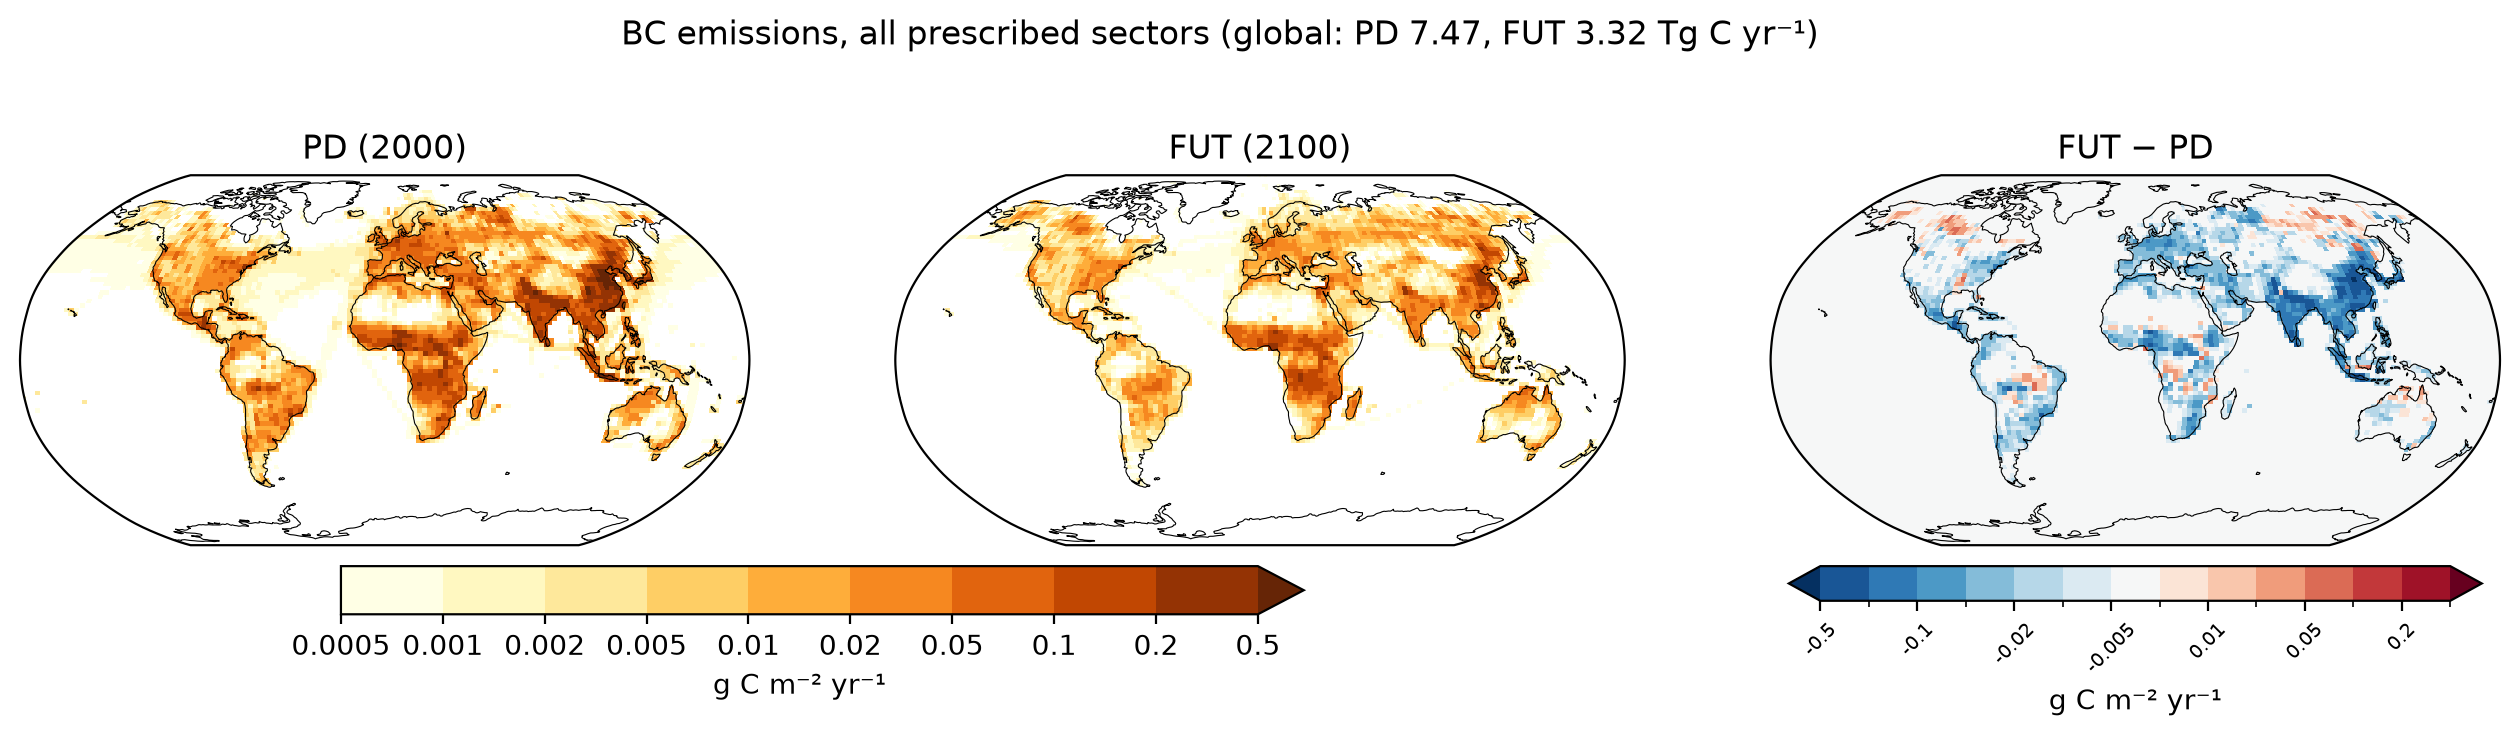 BC emissions, all prescribed sectors (global: PD 7.47, FUT 3.32 Tg C yr⁻¹)
PD (2000)
FUT (2100)
FUT − PD
0.0005 0.001 0.002 0.005 0.01 0.02 0.05 0.1 0.2 0.5
g C m⁻² yr⁻¹
-0.5 -0.1 -0.02 -0.005 0.01 0.05 0.2
g C m⁻² yr⁻¹